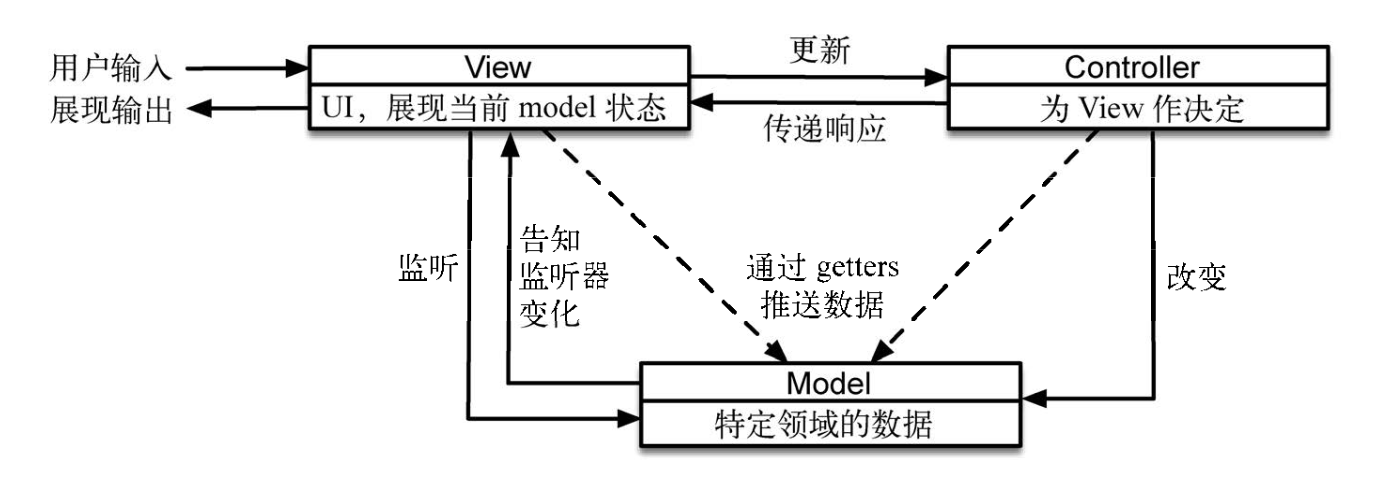 用户输入
展现输出
View
UI，展现当前 model 状态
更新
传递响应
Controller
为 View 作决定
监听
告知
监听器
变化
通过 getters
推送数据
改变
Model
特定领域的数据